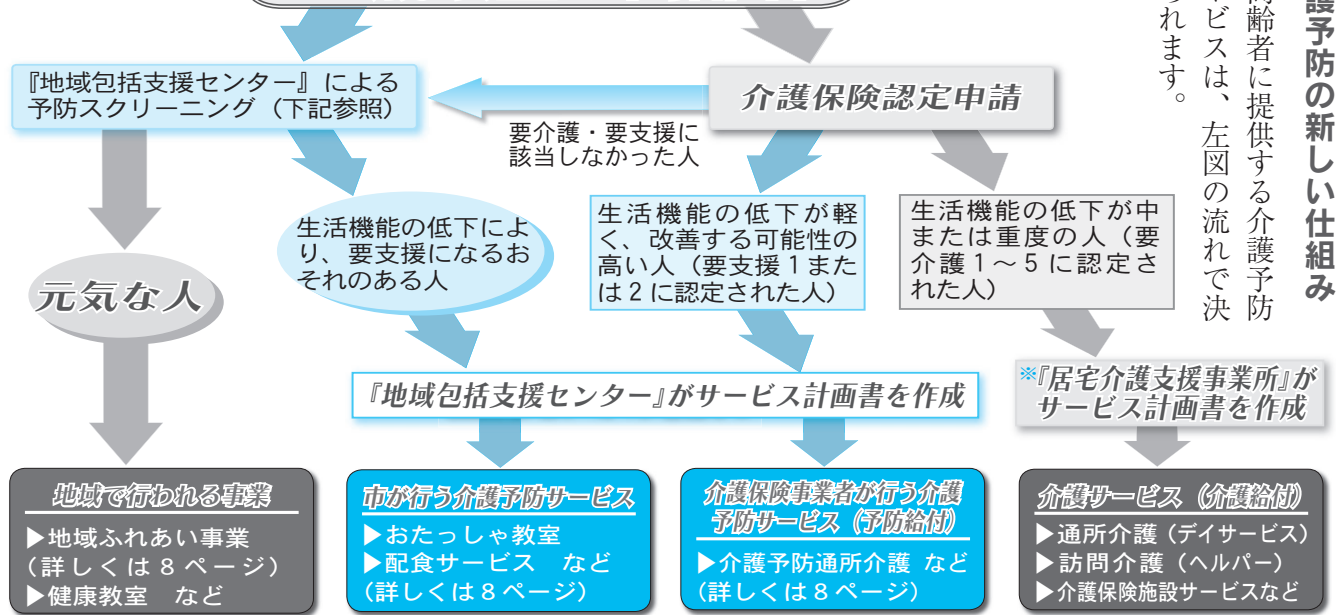 護予防の新しい仕組み
高齢者に提供する介護予防
ービスは、左図の流れで決
られます。
『地域包括支援センター』による
予防スクリーニング（下記参照）
介護保険認定申請
要介護・要支援に
該当しなかった人
元気な人
生活機能の低下によ
り、要支援になるお
それのある人
生活機能の低下が軽
く、改善する可能性の
高い人（要支援1また
は2に認定された人）
生活機能の低下が中
または重度の人（要
介護1～5に認定さ
れた人）
『地域包括支援センター』がサービス計画書を作成
※『居宅介護支援事業所』が
サービス計画書を作成
地域で行われる事業
▶地域ふれあい事業
（詳しくは8ページ）
▶健康教室　など
市が行う介護予防サービス
▶おたっしゃ教室
▶配食サービス　など
（詳しくは8ページ）
介護保険事業者が行う介護
予防サービス（予防給付）
▶介護予防通所介護 など
（詳しくは8ページ）
介護サービス（介護給付）
▶通所介護（デイサービス）
▶訪問介護（ヘルパー）
▶介護保険施設サービスなど